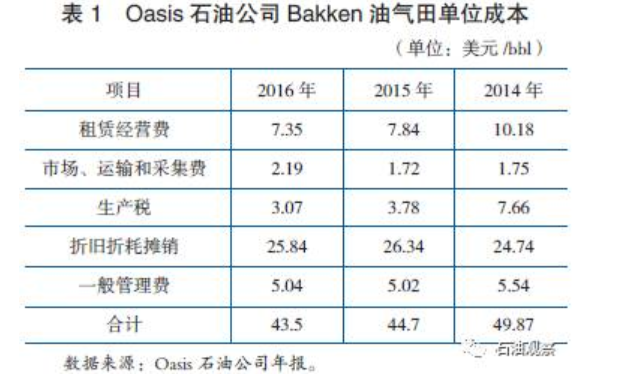 表 1 Oasis 石油公司 Bakken 油气田单位成本
（单位：美元 /bbl）
项目 2016 年 2015 年 2014 年
租赁经营费 7.35 7.84 10.18
市场、运输和采集费 2.19 1.72 1.75
生产税 3.07 3.78 7.66
折旧折耗摊销 25.84 26.34 24.74
一般管理费 5.04 5.02 5.54
合计 43.5 44.7 49.87
石油观察
数据来源：Oasis 石油公司年报。